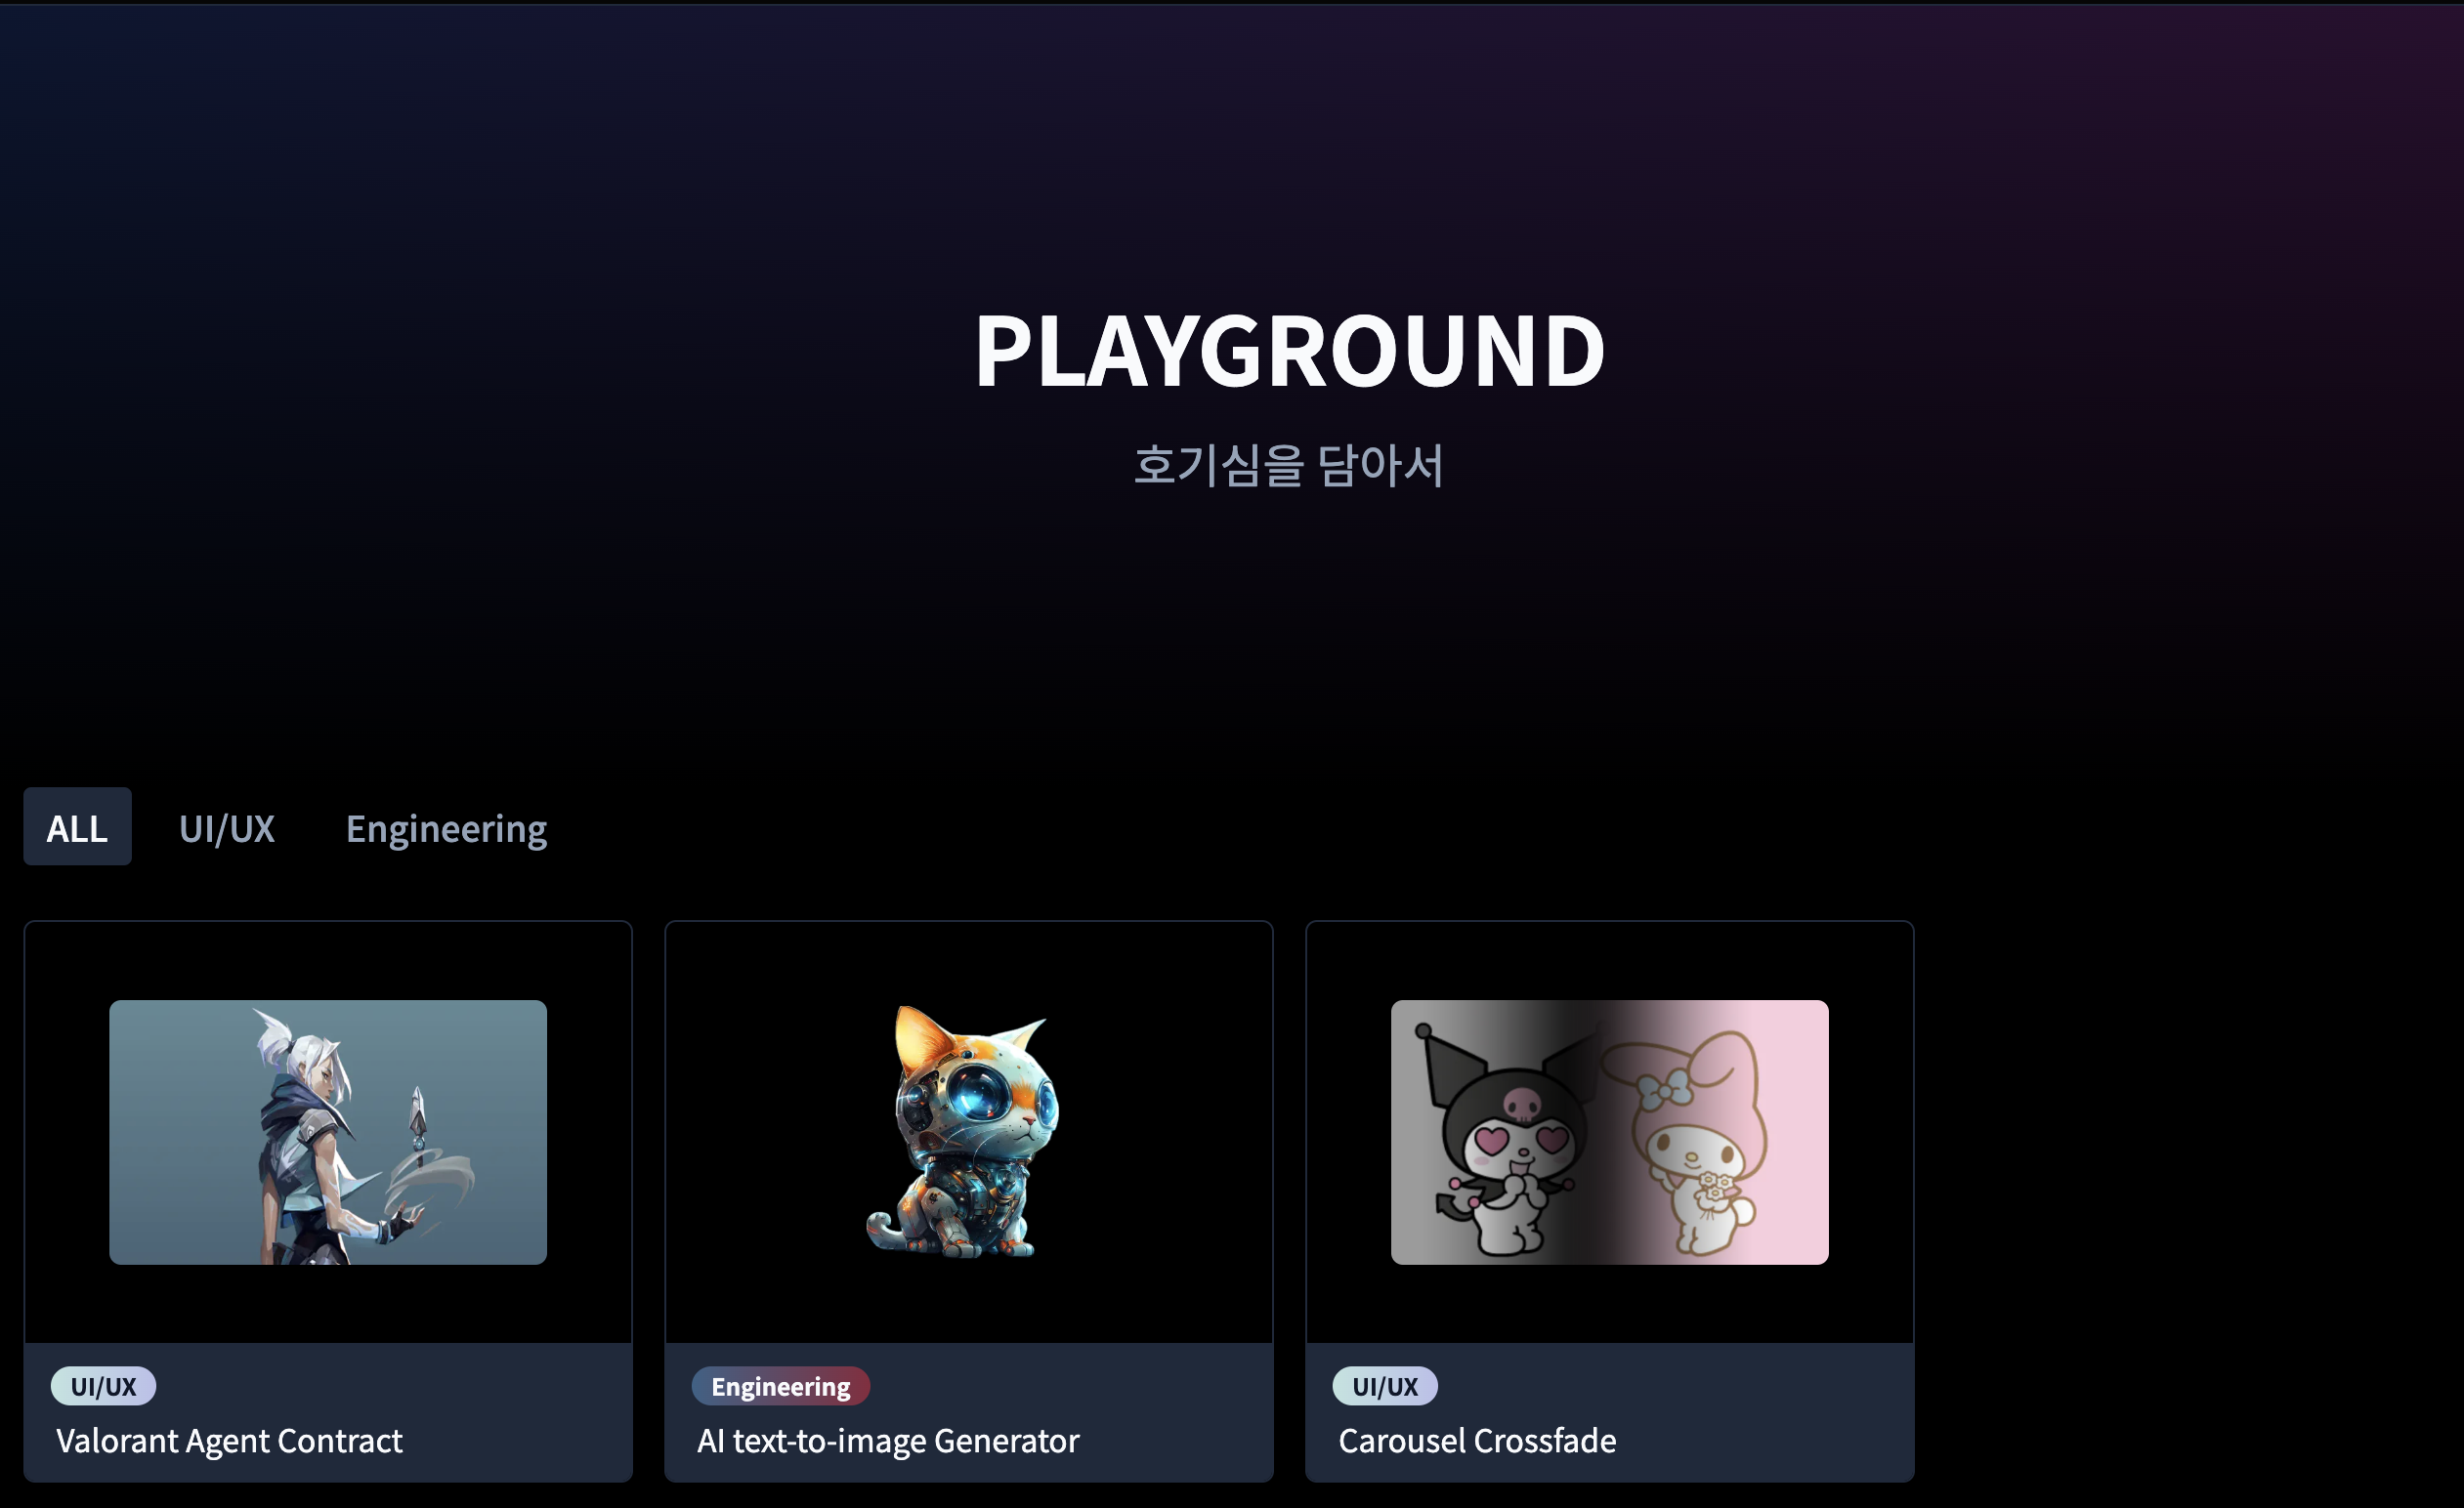 PLAYGROUND
호기심을 담아서
ALL UI/UX Engineering
UI/UX
Valorant Agent Contract
Engineering
AI text-to-image Generator
UI/UX
Carousel Crossfade